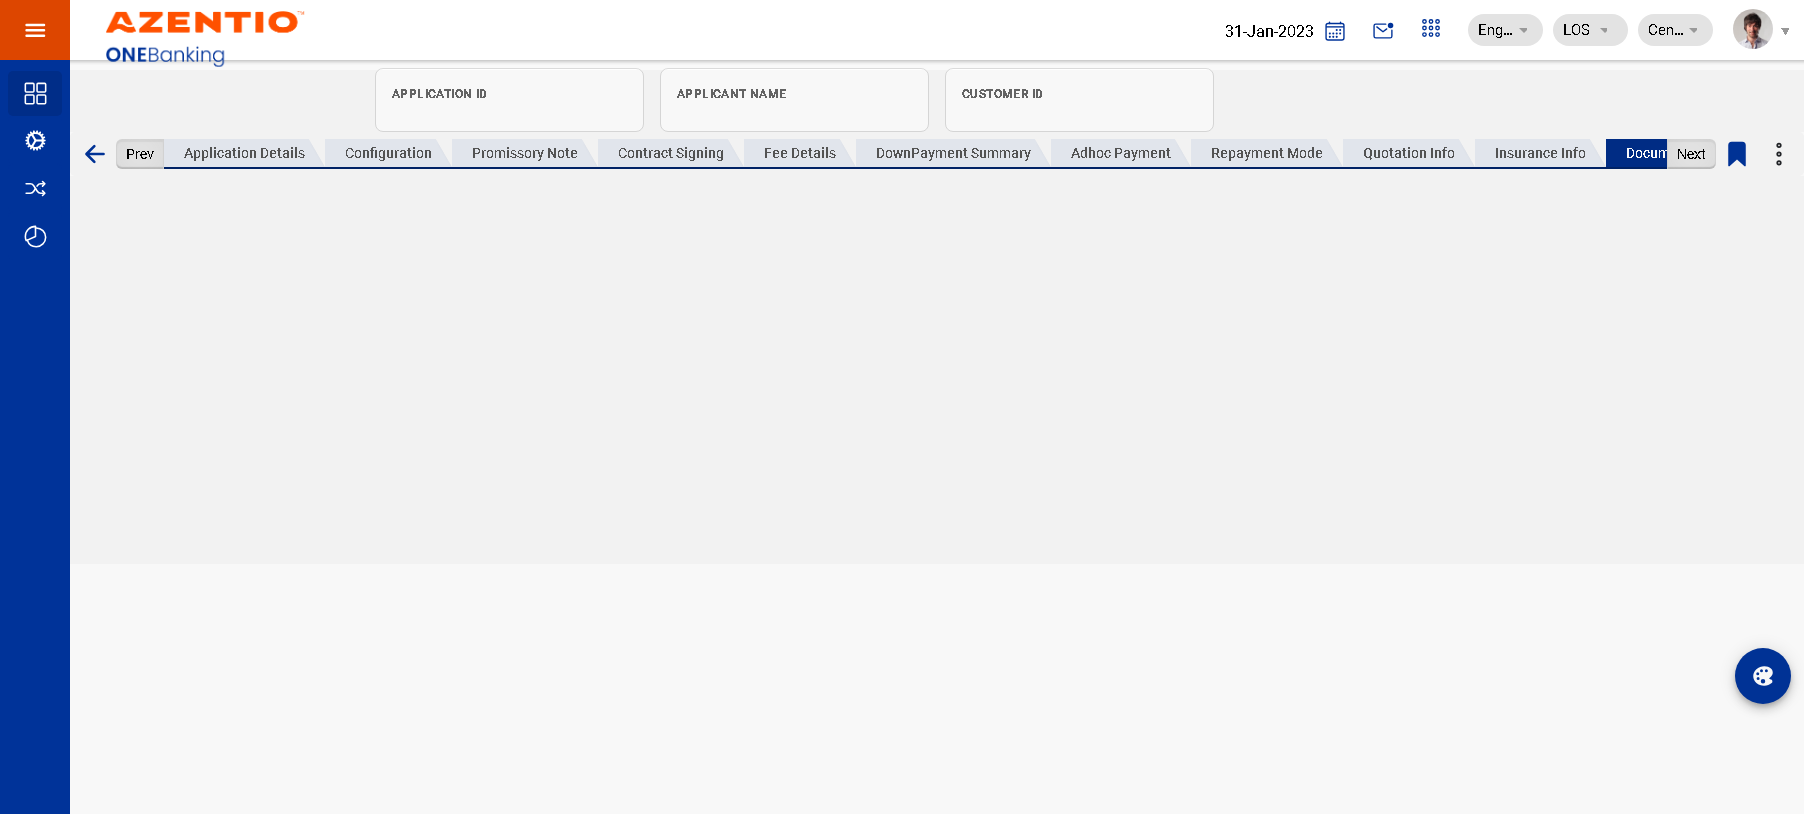 AZENTIO™
ONEBanking
31-Jan-2023
Eng...
LOS
Cen...
APPLICATION ID
APPLICANT NAME
CUSTOMER ID
Prev
Application Details
Configuration
Promissory Note
Contract Signing
Fee Details
DownPayment Summary
Adhoc Payment
Repayment Mode
Quotation Info
Insurance Info
Docum
Next